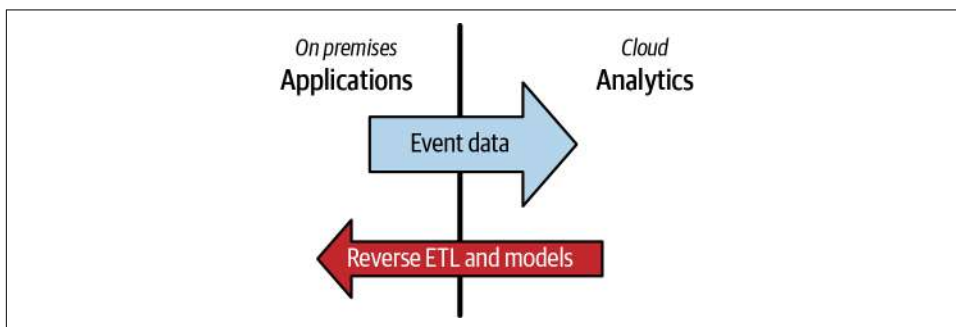 On premises
Applications
Cloud
Analytics
Event data
Reverse ETL and models